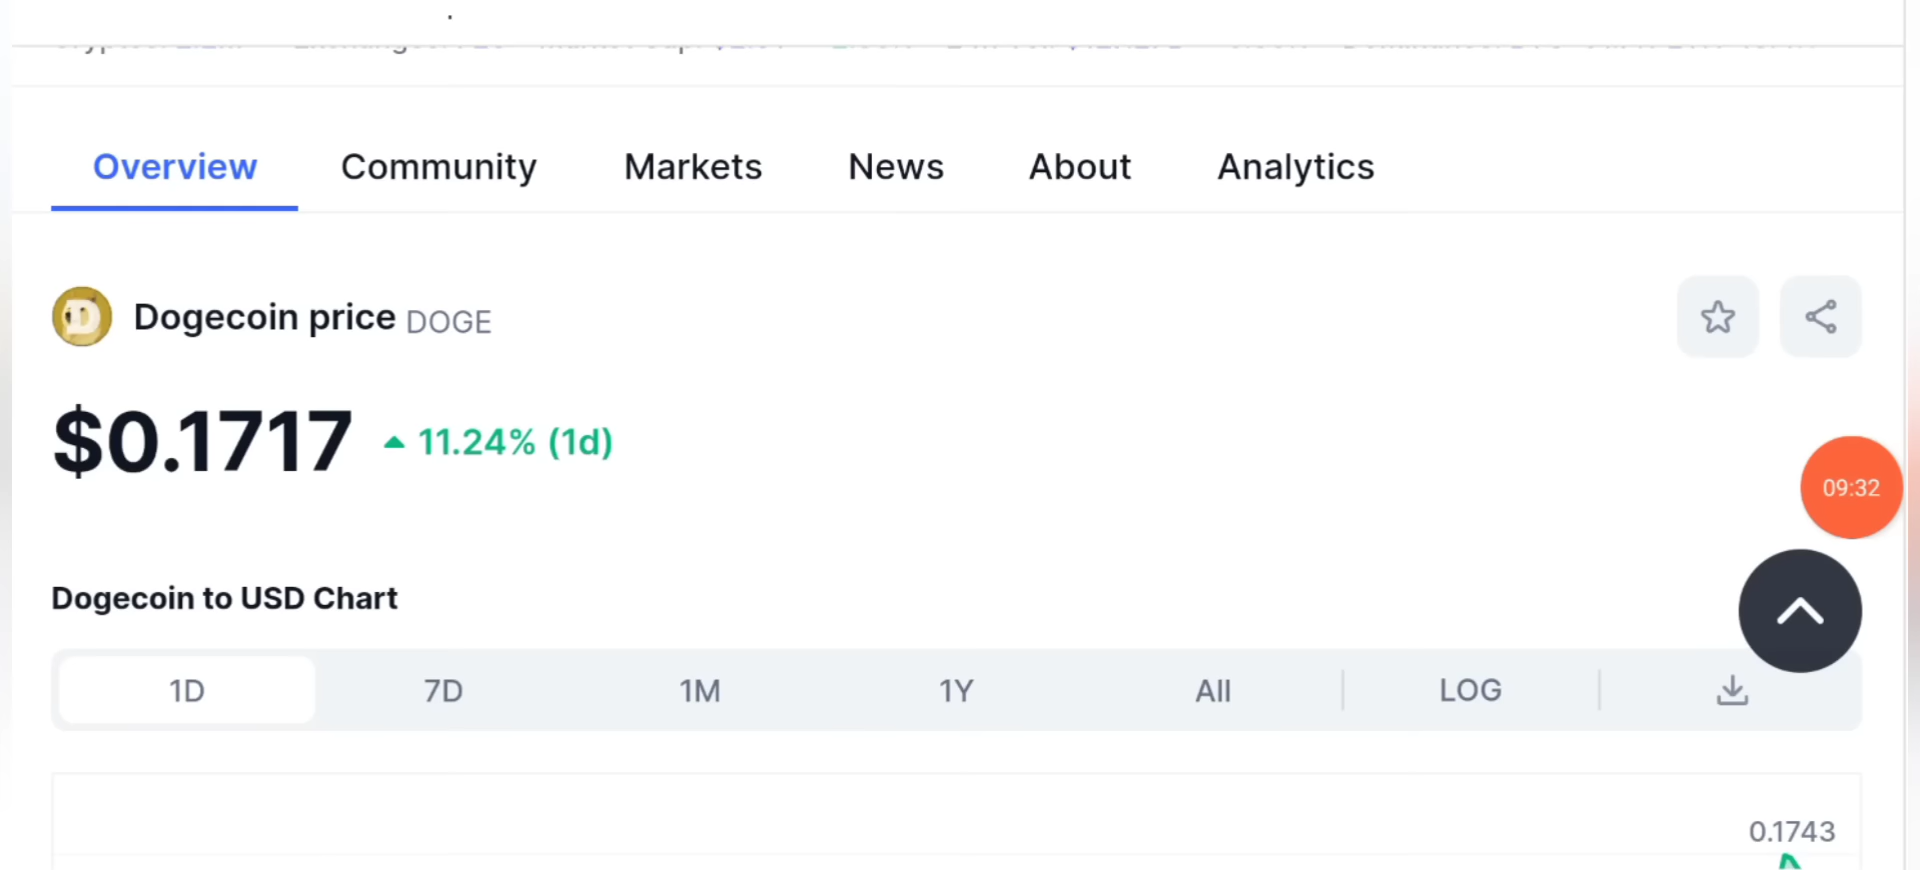 Overview Community Markets News About Analytics
Dogecoin price DOGE
$0.1717 11.24% (1d)
09:32
Dogecoin to USD Chart
1D 7D 1M 1Y All LOG
0.1743